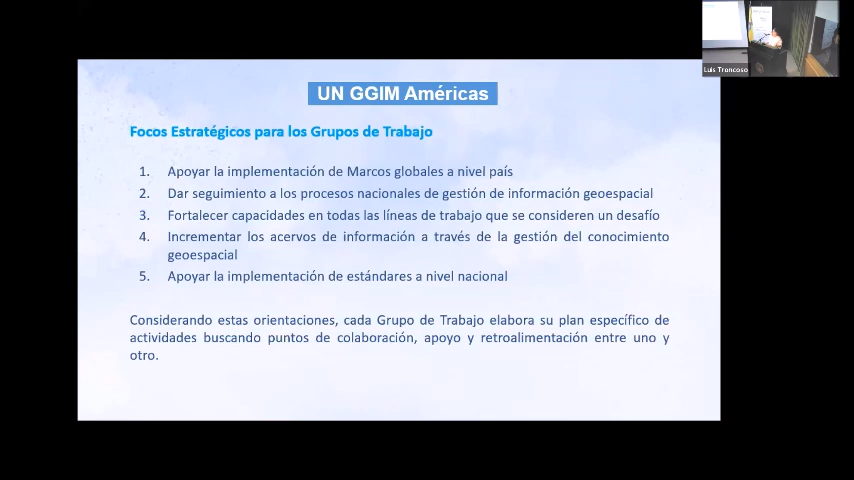 UN GGIM Américas
Focos Estratégicos para los Grupos de Trabajo
1. Apoyar la implementación de Marcos globales a nivel país
2. Dar seguimiento a los procesos nacionales de gestión de información geoespacial
3. Fortalecer capacidades en todas las líneas de trabajo que se consideren un desafío
4. Incrementar los acervos de información a través de la gestión del conocimiento
geoespacial
5. Apoyar la implementación de estándares a nivel nacional
Considerando estas orientaciones, cada Grupo de Trabajo elabora su plan específico de
actividades buscando puntos de colaboración, apoyo y retroalimentación entre uno y
otro.
Luis Troncoso